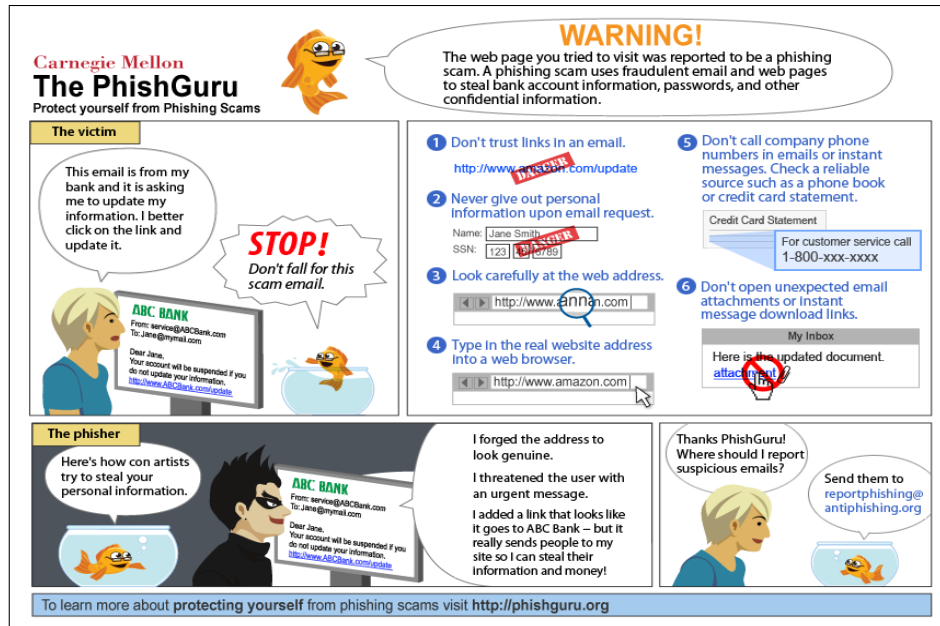 Carnegie Mellon
The PhishGuru
Protect yourself from Phishing Scams
WARNING!
The web page you tried to visit was reported to be a phishing
scam. A phishing scam uses fraudulent email and web pages
to steal bank account information, passwords, and other
confidential information.
The victim
This email is from my
bank and it is asking
me to update my
information. I better
click on the link and
update it.
STOP!
Don't fall for this
scam email.
ABC BANK
From: service@ABCBank.com
To: Jane@mymail.com
Dear Jane,
Your account will be suspended if you
do not update your information.
http://www.ABCBank.com/update
1 Don't trust links in an email.
http://www.amazon.com/update
DANGER
2 Never give out personal
information upon email request.
Name: Jane Smith
SSN: 123 6789
DANGER
3 Look carefully at the web address.
http://www.annan.com
4 Type in the real website address
into a web browser.
http://www.amazon.com
5 Don't call company phone
numbers in emails or instant
messages. Check a reliable
source such as a phone book
or credit card statement.
Credit Card Statement
For customer service call
1-800-xxx-xxxx
6 Don't open unexpected email
attachments or instant
message download links.
My Inbox
Here is the updated document.
attachment
The phisher
Here's how con artists
try to steal your
personal information.
ABC BANK
From: service@ABCBank.com
To: Jane@mymail.com
Dear Jane,
Your account will be suspended if you
do not update your information.
http://www.ABCBank.com/update
I forged the address to
look genuine.
I threatened the user with
an urgent message.
I added a link that looks like
it goes to ABC Bank – but it
really sends people to my
site so I can steal their
information and money!
Thanks PhishGuru!
Where should I report
suspicious emails?
Send them to
reportphishing@
antiphishing.org
To learn more about protecting yourself from phishing scams visit http://phishguru.org